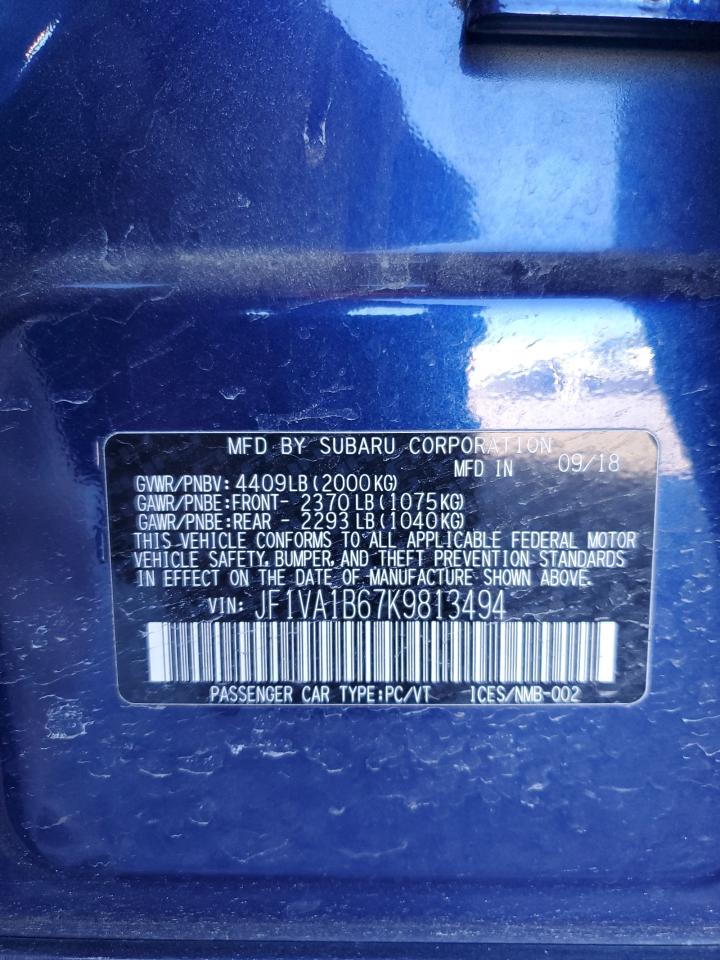 MFD BY SUBARU CORPORATION
MFD IN 09/18
GVWR/PNBV: 4409LB(2000KG)
GAWR/PNBE:FRONT- 2370LB(1075KG)
GAWR/PNBE:REAR - 2293LB(1040KG)
THIS VEHICLE CONFORMS TO ALL APPLICABLE FEDERAL MOTOR
VEHICLE SAFETY, BUMPER, AND THEFT PREVENTION STANDARDS
IN EFFECT ON THE DATE OF MANUFACTURE SHOWN ABOVE.
VIN: JF1VA1B67K9813494
PASSENGER CAR TYPE:PC/VT ICES/NMB-002